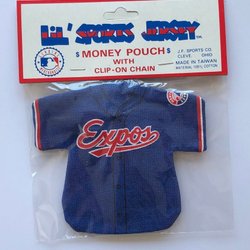 LiL' SPORTS JERSEY™
$ MONEY POUCH $
WITH
CLIP-ON CHAIN
J.F. SPORTS CO.
CLEVE., OHIO
MADE IN TAIWAN
MATERIAL 100% COTTON
Expos